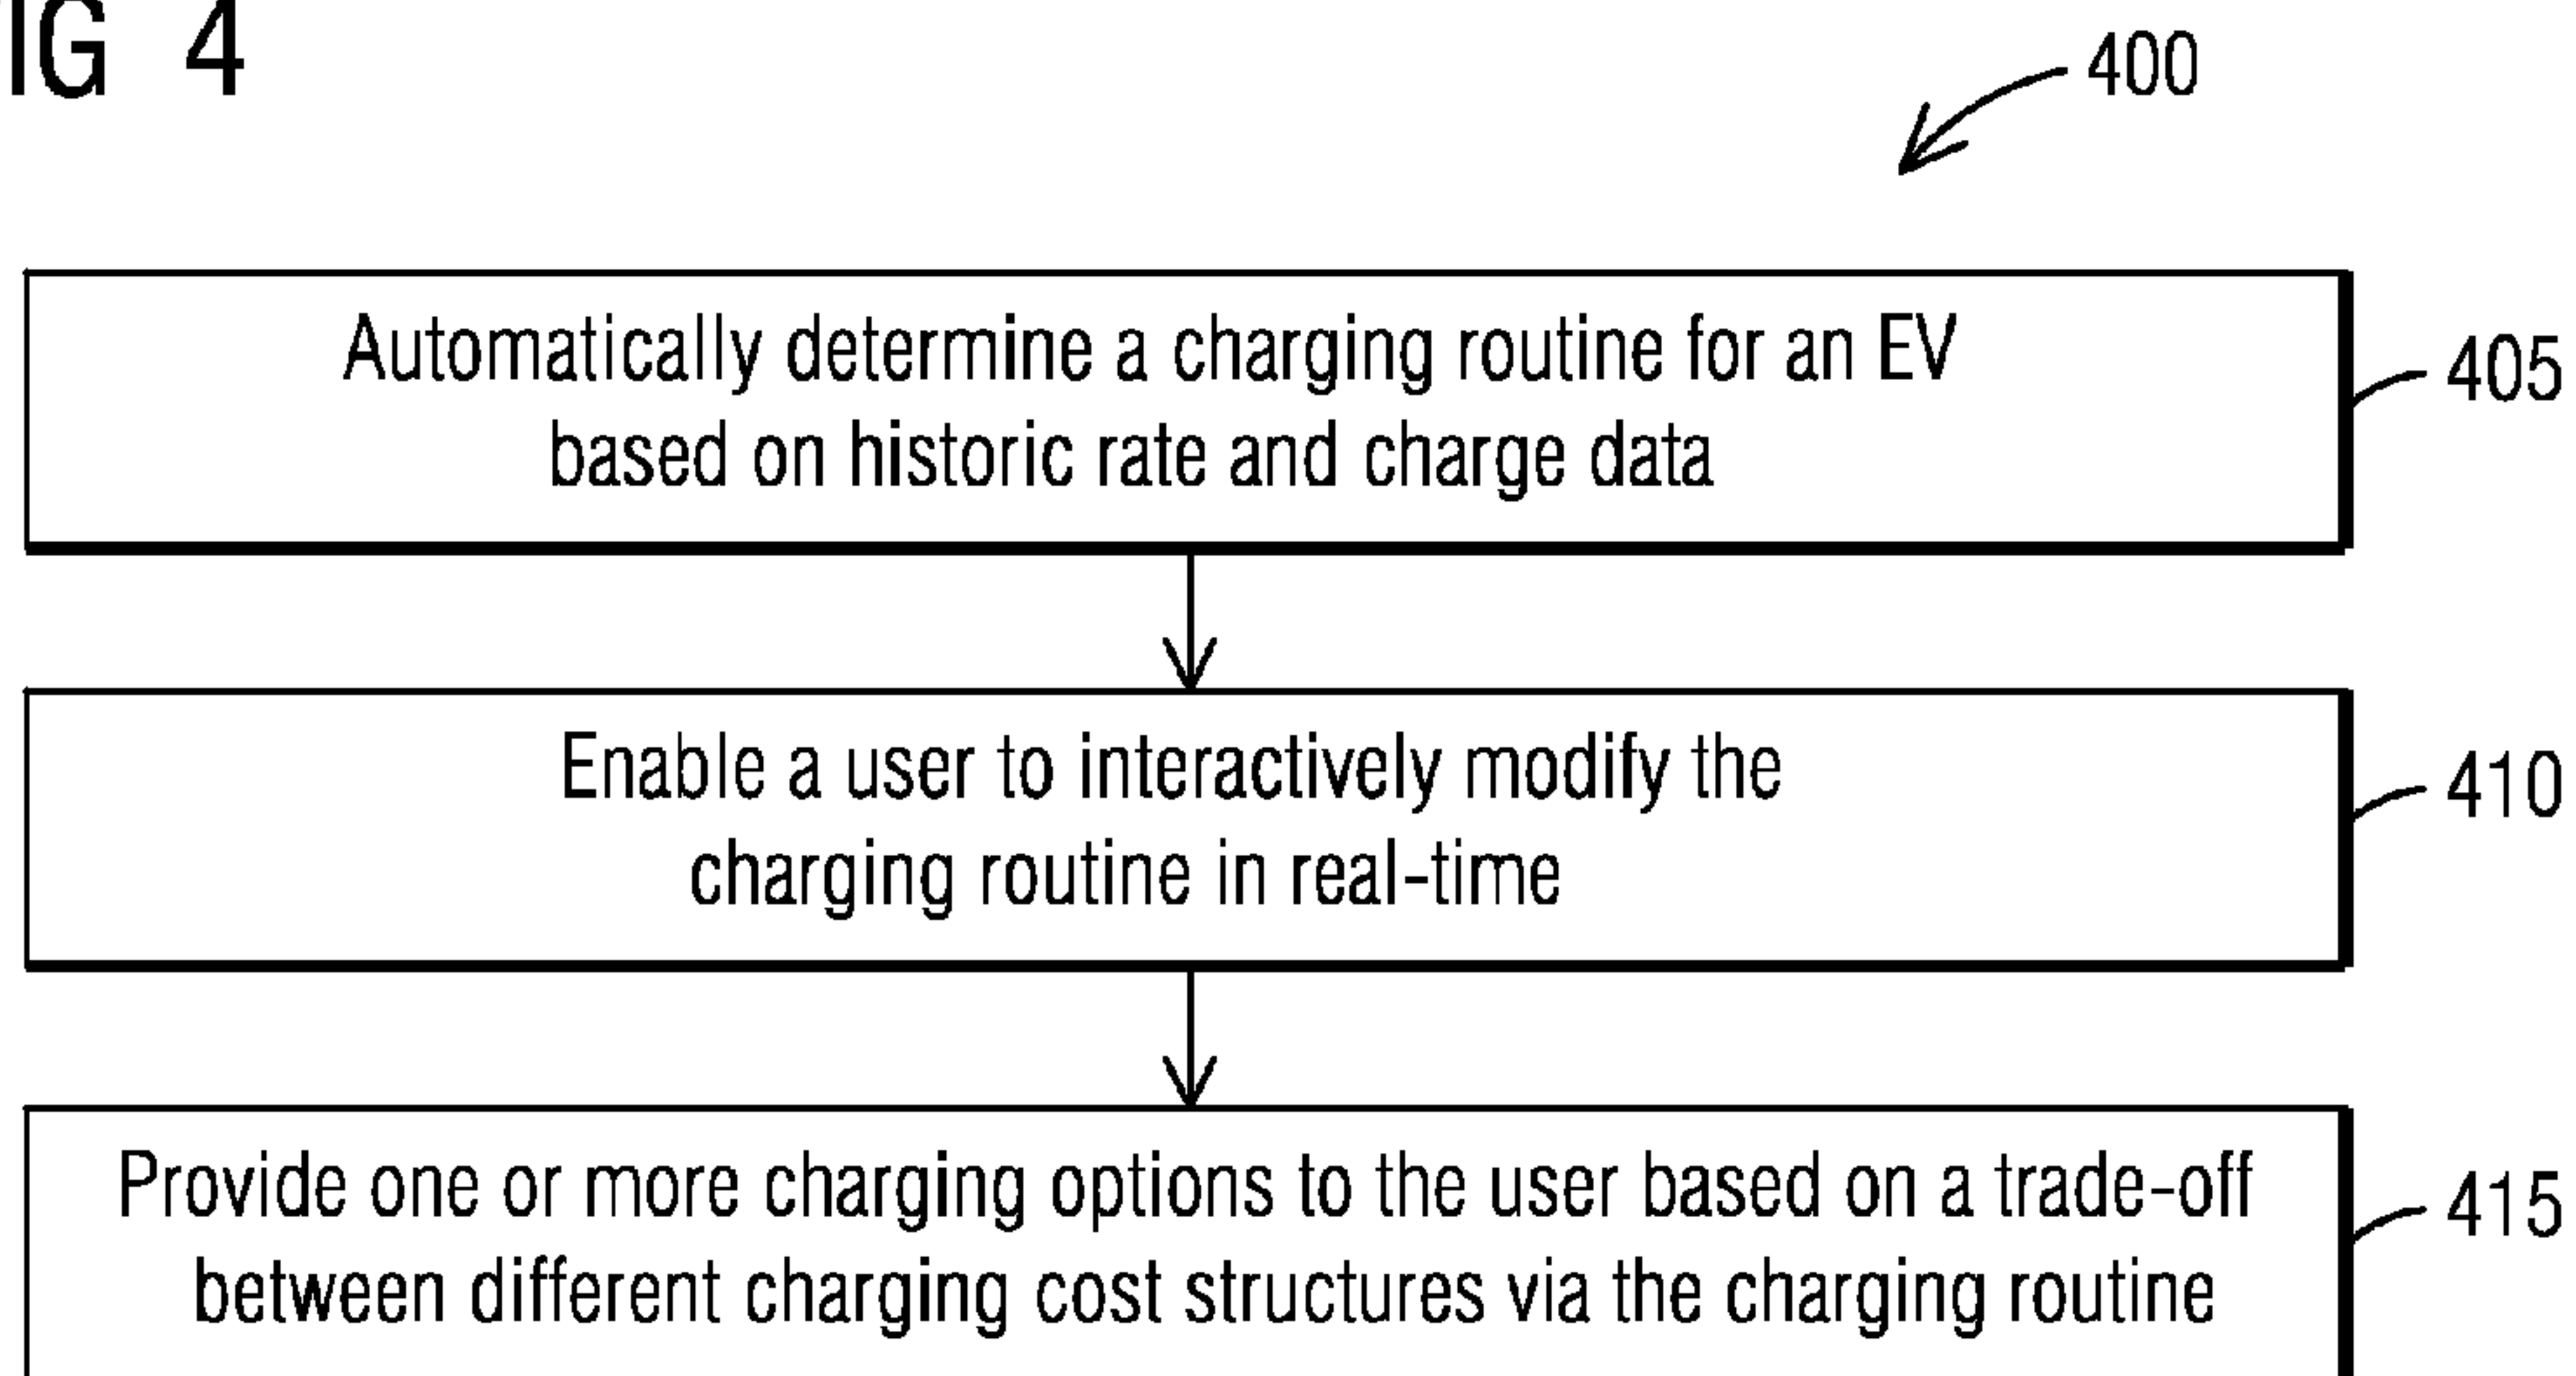 IG 4
400
Automatically determine a charging routine for an EV
based on historic rate and charge data
405
Enable a user to interactively modify the
charging routine in real-time
410
Provide one or more charging options to the user based on a trade-off
between different charging cost structures via the charging routine
415